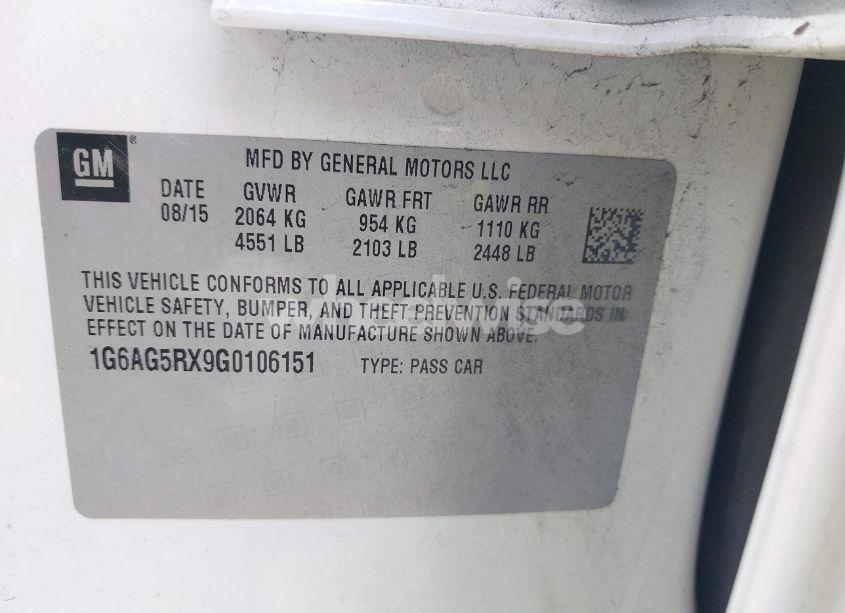 GM
MFD BY GENERAL MOTORS LLC
DATE GVWR GAWR FRT GAWR RR
08/15 2064 KG 954 KG 1110 KG
4551 LB 2103 LB 2448 LB
THIS VEHICLE CONFORMS TO ALL APPLICABLE U.S. FEDERAL MOTOR
VEHICLE SAFETY, BUMPER, AND THEFT PREVENTION STANDARDS IN
EFFECT ON THE DATE OF MANUFACTURE SHOWN ABOVE.
1G6AG5RX9G0106151 TYPE: PASS CAR